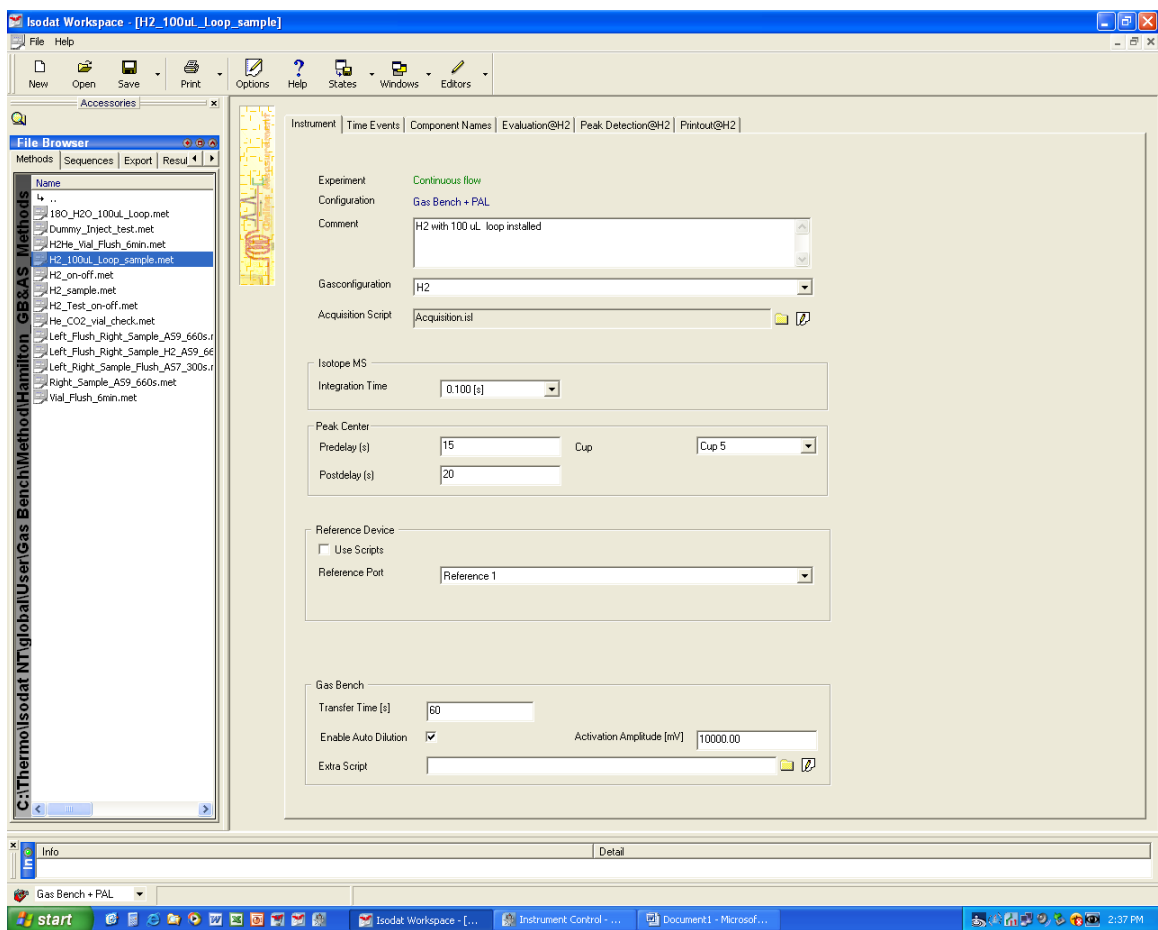 Isodat Workspace - [H2_100uL_Loop_sample]
File Help
New Open Save Print Options Help States Windows Editors
Accessories
File Browser
Methods Sequences Export Resul
Name
..
18O_H2O_100uL_Loop.met
Dummy_Inject_test.met
H2He_Vial_Flush_6min.met
H2_100uL_Loop_sample.met
H2_on-off.met
H2_sample.met
H2_Test_on-off.met
He_CO2_vial_check.met
Left_Flush_Right_Sample_A59_660s.r
Left_Flush_Right_Sample_H2_A59_66
Left_Right_Sample_Flush_A57_300s.r
Right_Sample_A59_660s.met
Vial_Flush_6min.met
C:\Thermo\Isodat NT\global\User\Gas Bench\Method\Hamilton_GB&AS_Methods
Instrument Time Events Component Names Evaluation@H2 Peak Detection@H2 Printout@H2
Experiment Continuous flow
Configuration Gas Bench + PAL
Comment H2 with 100 uL loop installed
Gasconfiguration H2
Acquisition Script Acquisition.isl
Isotope MS
Integration Time 0.100 [s]
Peak Center
Predelay (s) 15 Cup Cup 5
Postdelay (s) 20
Reference Device
Use Scripts
Reference Port Reference 1
Gas Bench
Transfer Time [s] 60
Enable Auto Dilution Activation Amplitude [mV] 10000.00
Extra Script
Info Detail
Gas Bench + PAL
start Isodat Workspace - [... Instrument Control - ... Document1 - Microsof... 2:37 PM